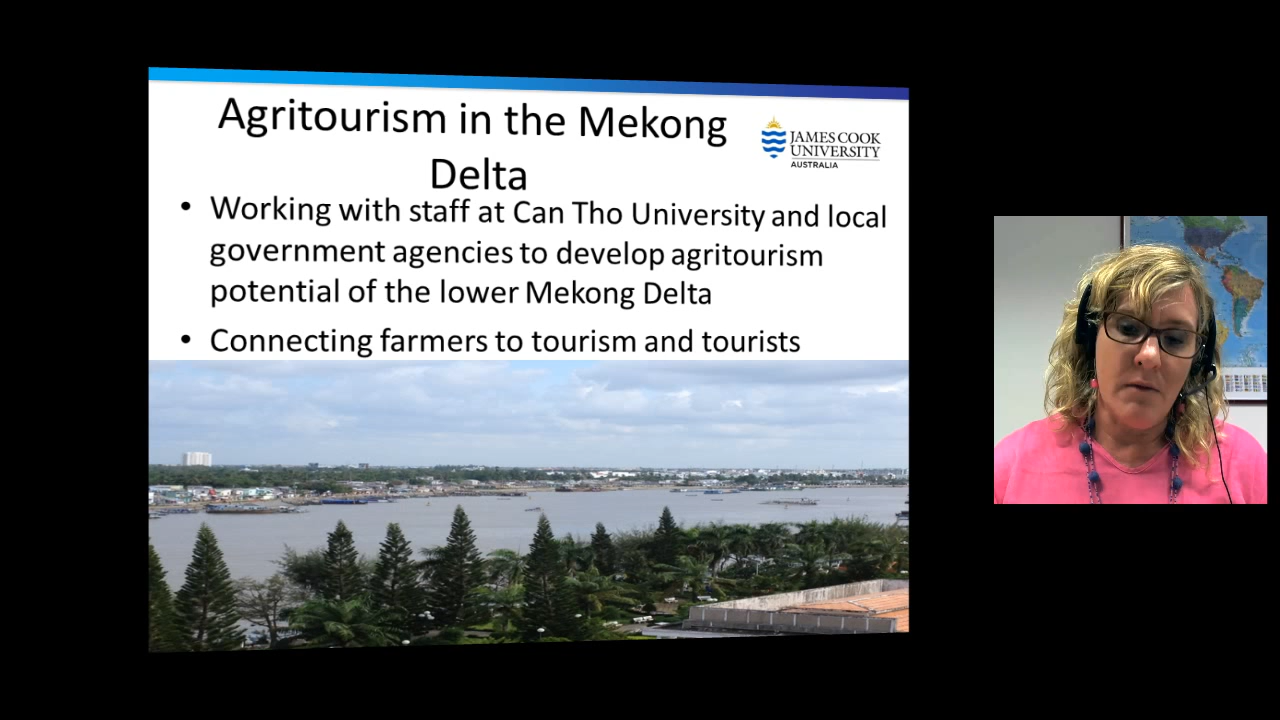 Agritourism in the Mekong
Delta
JAMES COOK
UNIVERSITY
AUSTRALIA
• Working with staff at Can Tho University and local
government agencies to develop agritourism
potential of the lower Mekong Delta
• Connecting farmers to tourism and tourists